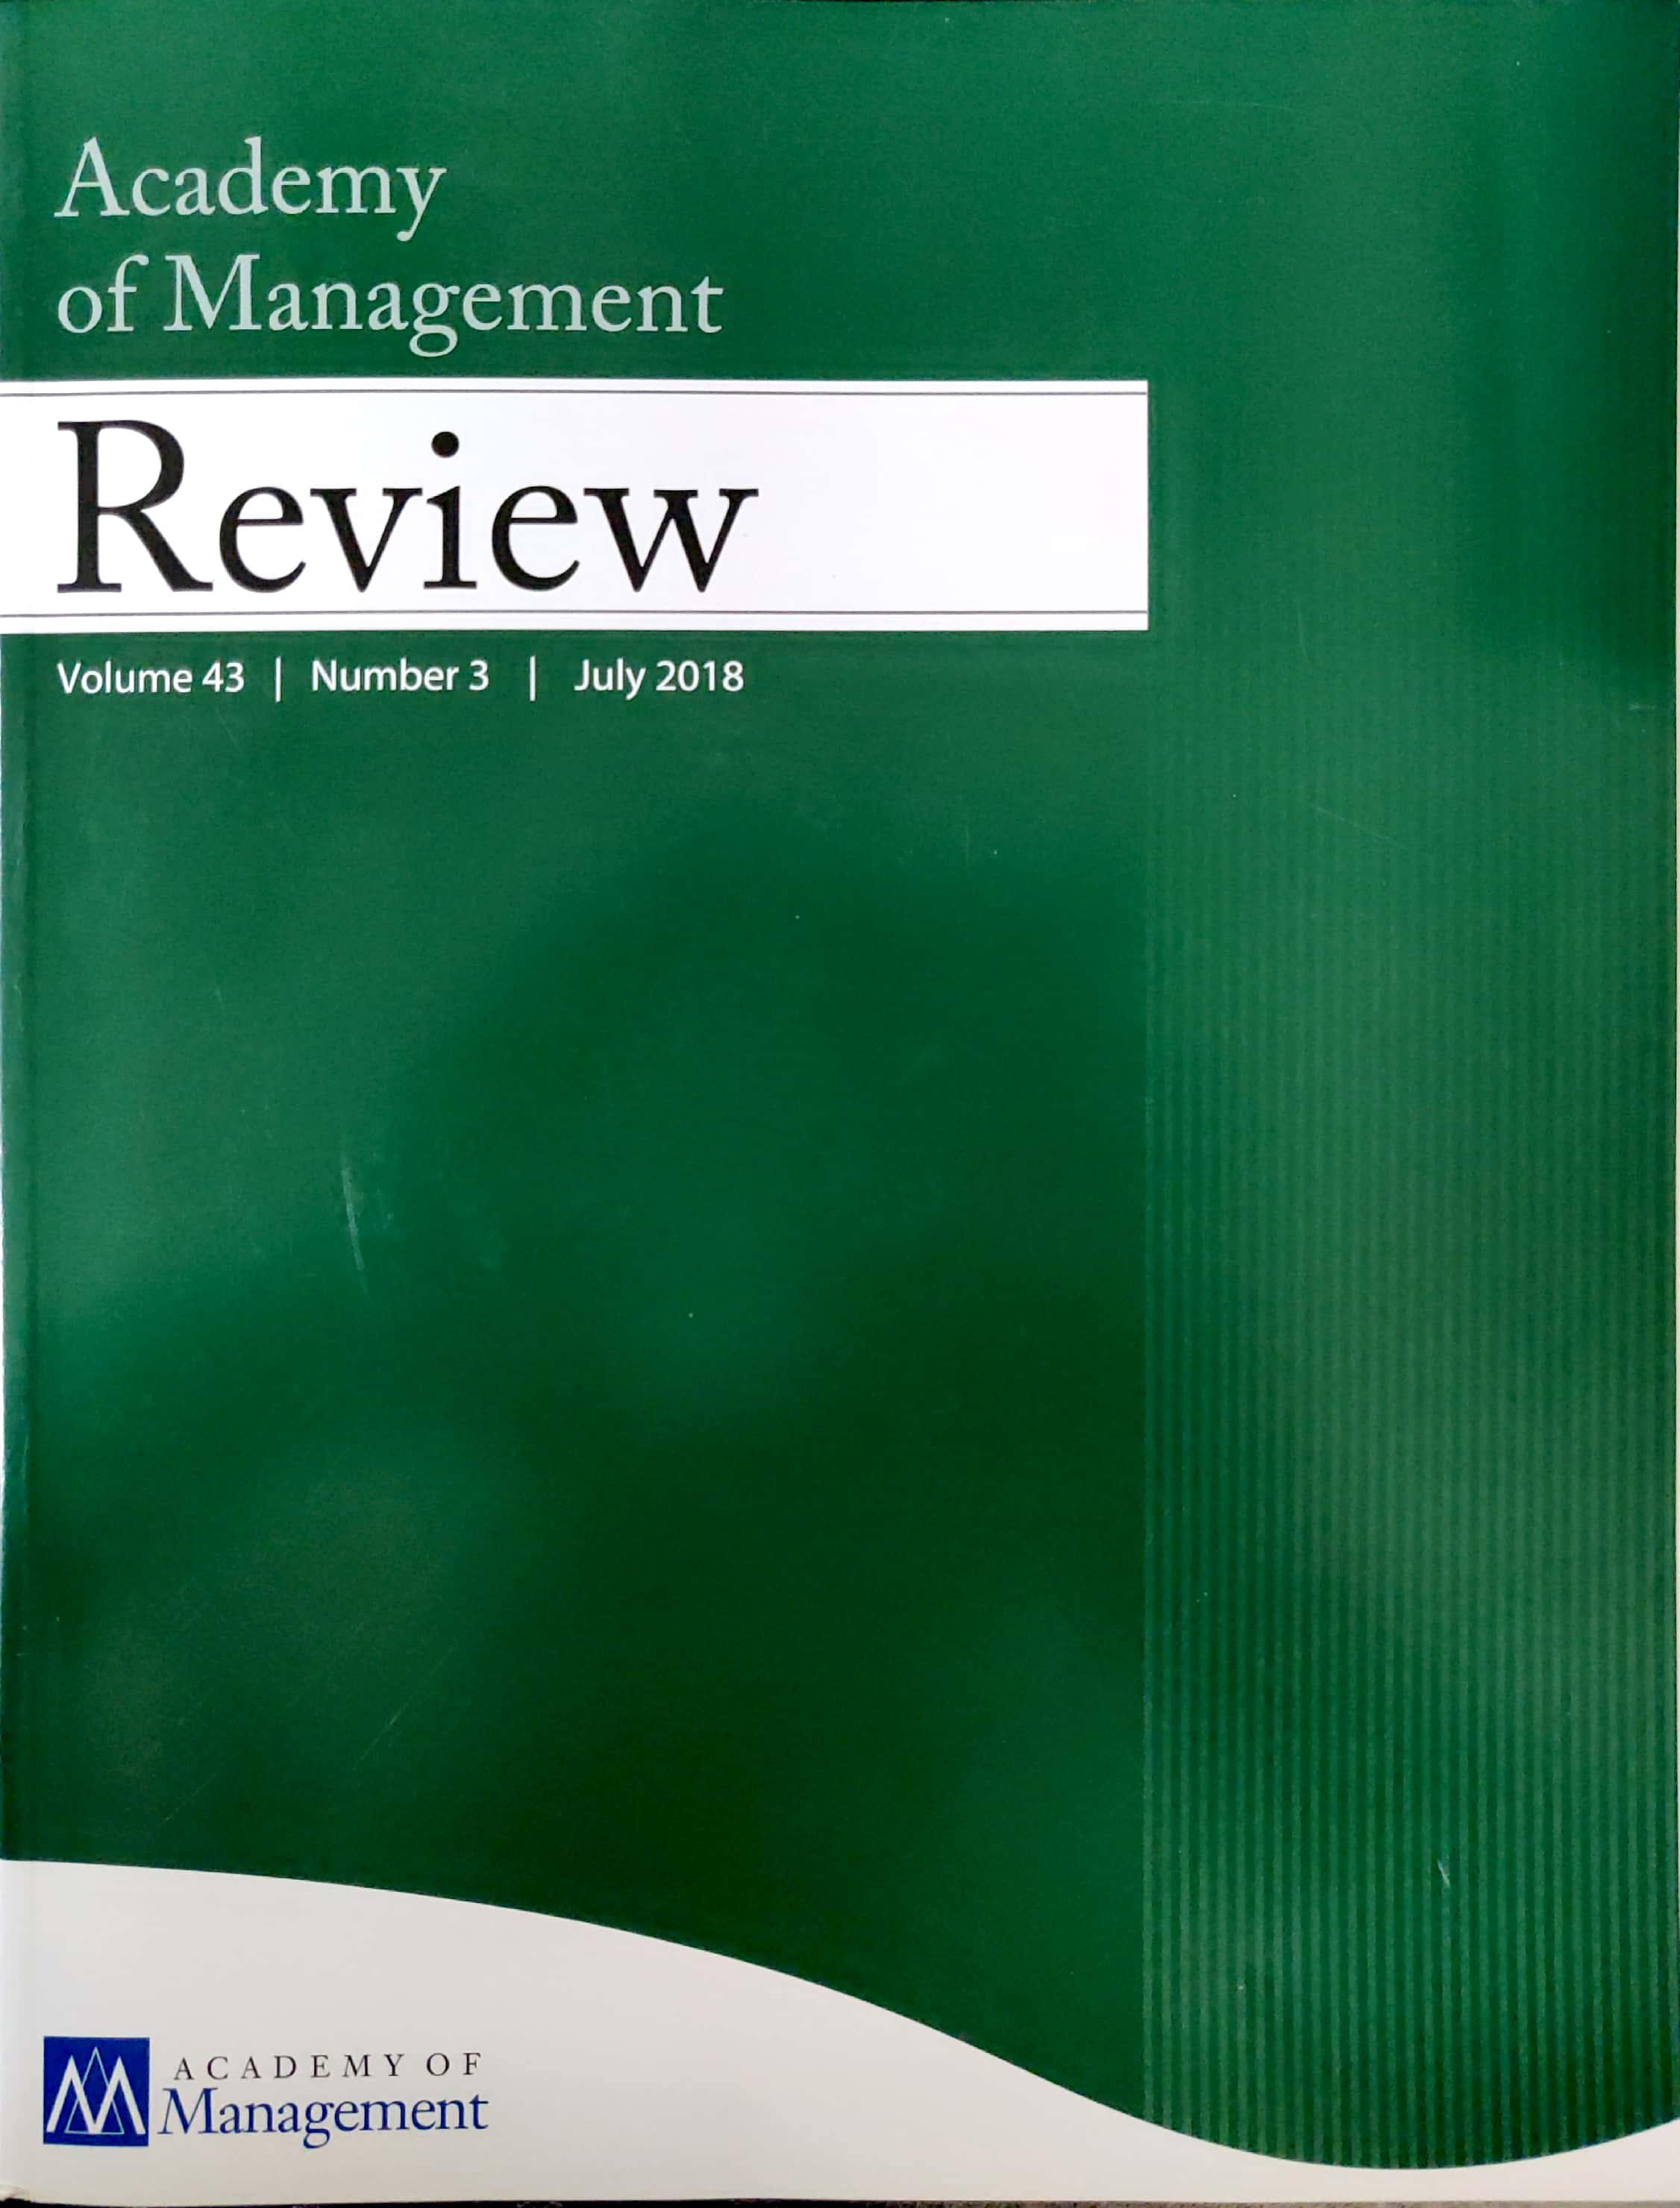 Academy
of Management
Review
Volume 43 | Number 3 | July 2018
ACADEMY OF
Management